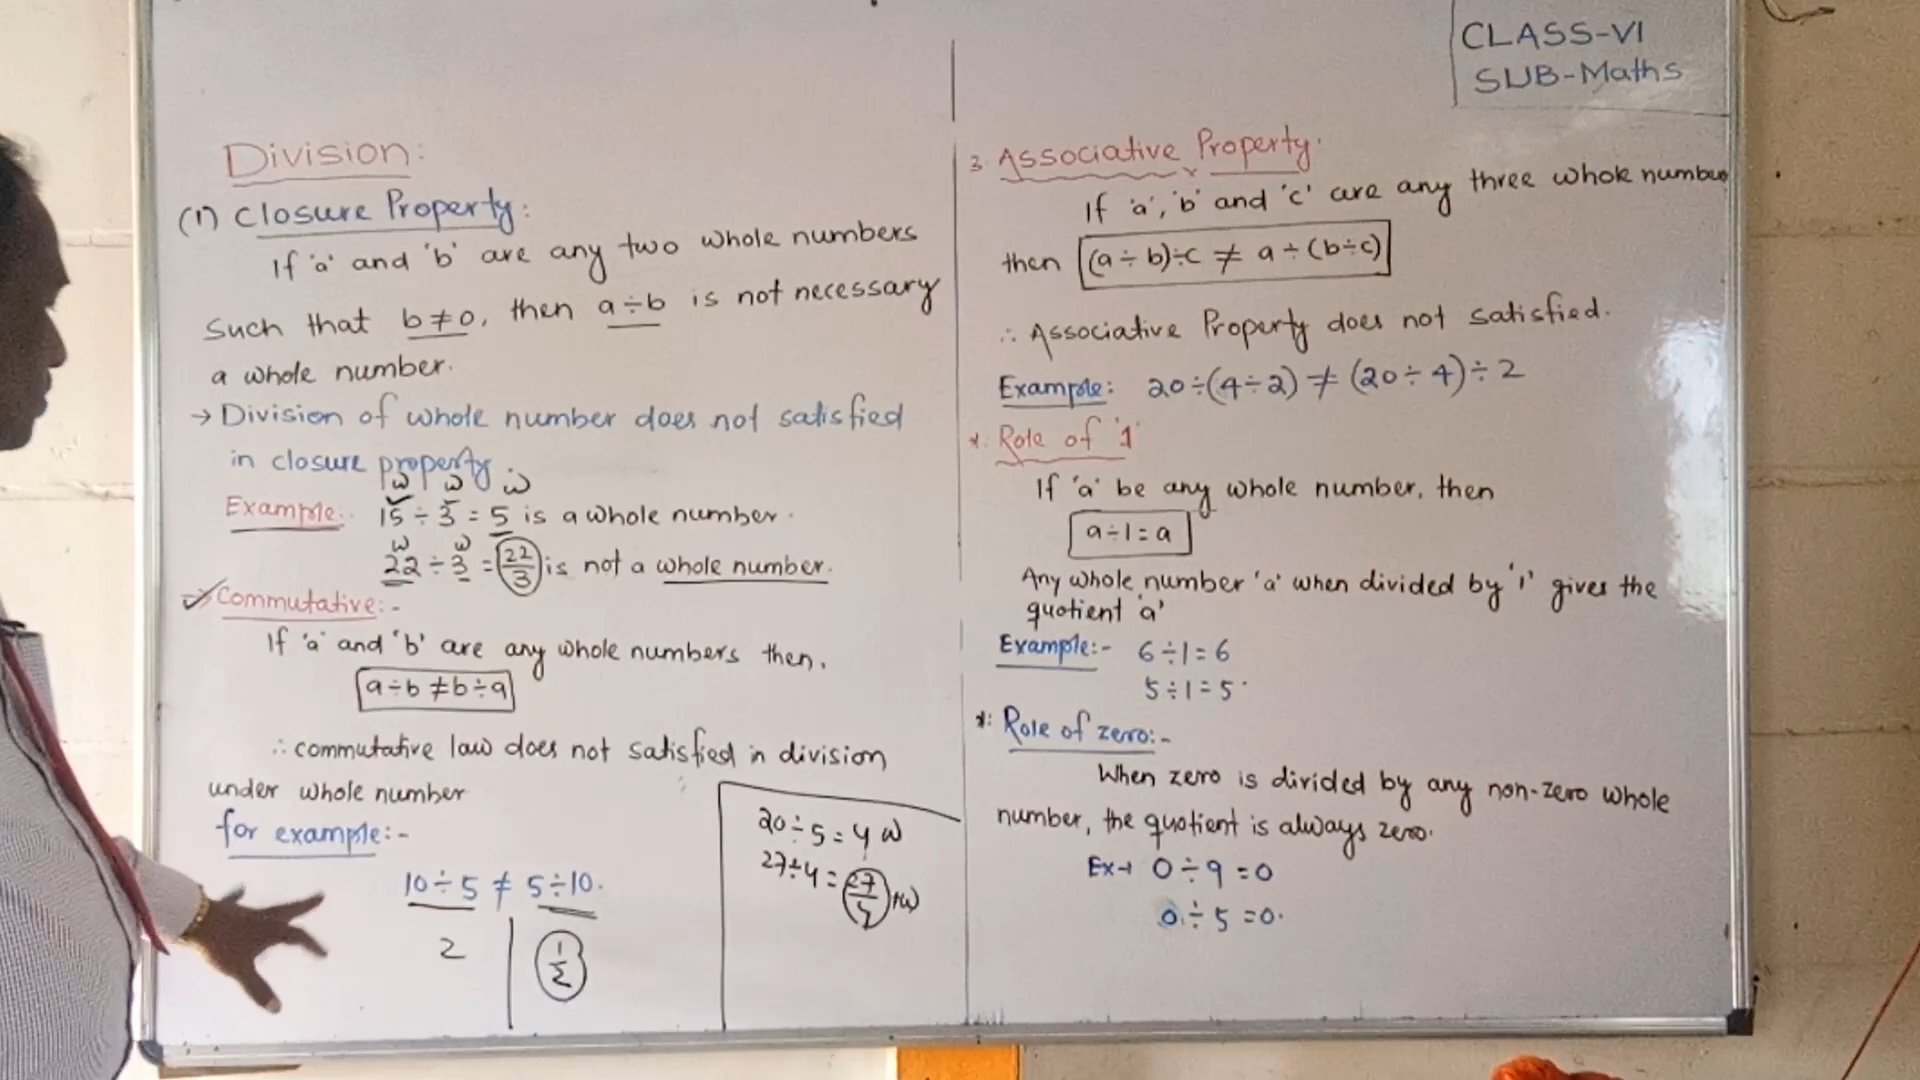 CLASS-VI
SUB-Maths
Division:
(1) Closure Property:
If 'a' and 'b' are any two whole numbers
Such that b≠0, then a÷b is not necessary
a whole number.
→ Division of whole number does not satisfied
in closure property
w w w
Example:. 15 ÷ 3 = 5 is a whole number.
w w
22 ÷ 3 = 22/3 is not a whole number.
✓ Commutative:-
If 'a' and 'b' are any whole numbers then,
a÷b ≠ b÷a
∴ commutative law does not satisfied in division
under whole number
for example:-
10÷5 ≠ 5÷10.
2 1/2
20÷5=4 w
27÷4=27/4
3. Associative Property:
If 'a', 'b' and 'c' are any three whole number
then (a÷b)÷c ≠ a÷(b÷c)
∴ Associative Property does not satisfied.
Example: 20÷(4÷2) ≠ (20÷4)÷2
*: Role of '1'
If 'a' be any whole number, then
a÷1=a
Any whole number 'a' when divided by '1' gives the
quotient 'a'
Example:- 6÷1=6
5÷1=5.
*: Role of zero:-
When zero is divided by any non-zero whole
number, the quotient is always zero.
Ex→ 0÷9=0
0÷5=0.